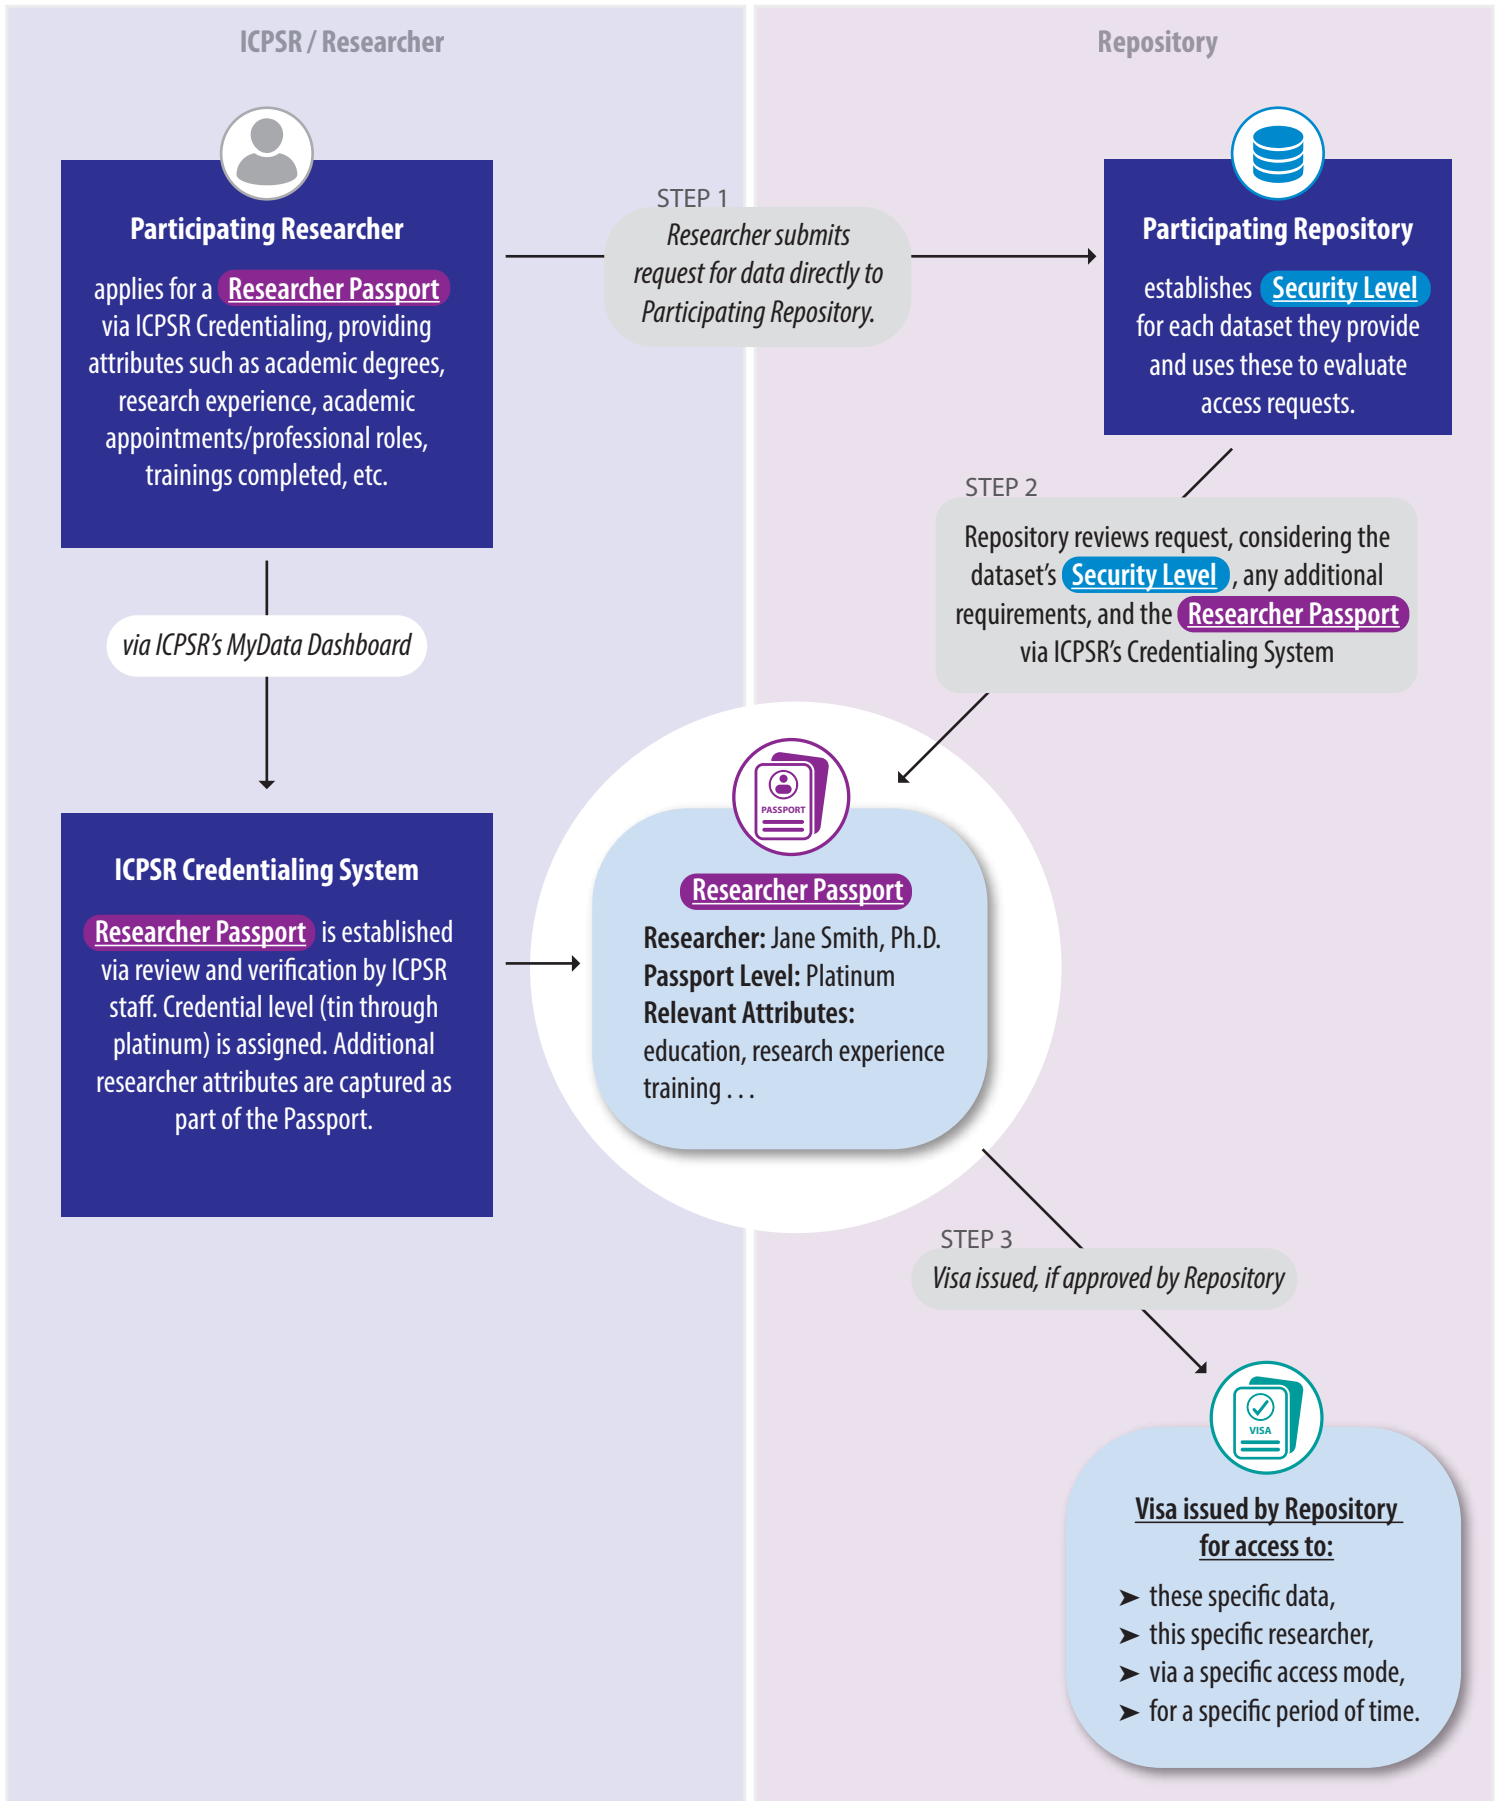 ICPSR / Researcher
Repository
Participating Researcher
applies for a Researcher Passport
via ICPSR Credentialing, providing
attributes such as academic degrees,
research experience, academic
appointments/professional roles,
trainings completed, etc.
STEP 1
Researcher submits
request for data directly to
Participating Repository.
Participating Repository
establishes Security Level
for each dataset they provide
and uses these to evaluate
access requests.
STEP 2
Repository reviews request, considering the
dataset's Security Level , any additional
requirements, and the Researcher Passport
via ICPSR's Credentialing System
via ICPSR's MyData Dashboard
ICPSR Credentialing System
Researcher Passport is established
via review and verification by ICPSR
staff. Credential level (tin through
platinum) is assigned. Additional
researcher attributes are captured as
part of the Passport.
PASSPORT
Researcher Passport
Researcher: Jane Smith, Ph.D.
Passport Level: Platinum
Relevant Attributes:
education, research experience
training . . .
STEP 3
Visa issued, if approved by Repository
VISA
Visa issued by Repository
for access to:
➤ these specific data,
➤ this specific researcher,
➤ via a specific access mode,
➤ for a specific period of time.